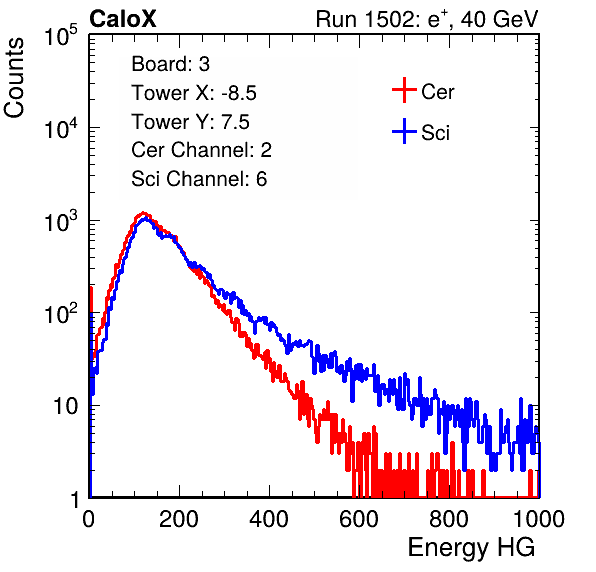 CaloX Run 1502: e⁺, 40 GeV
Counts
Board: 3
Tower X: -8.5
Tower Y: 7.5
Cer Channel: 2
Sci Channel: 6
Cer
Sci
10⁵
10⁴
10³
10²
10
1
0 200 400 600 800 1000
Energy HG